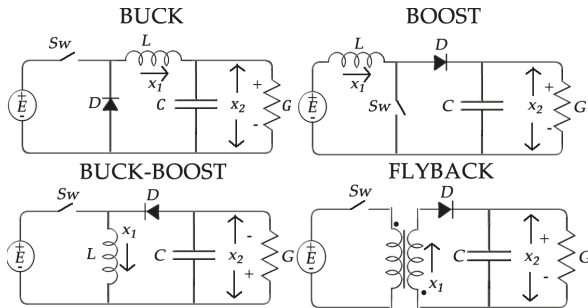 BUCK
Sw
L
x1
D
E
+
-
C
x2
+
-
G
BOOST
L
D
x1
Sw
E
+
-
C
x2
+
-
G
BUCK-BOOST
Sw
D
x1
L
E
+
-
C
x2
-
+
G
FLYBACK
Sw
D
E
+
-
x1
C
x2
+
-
G